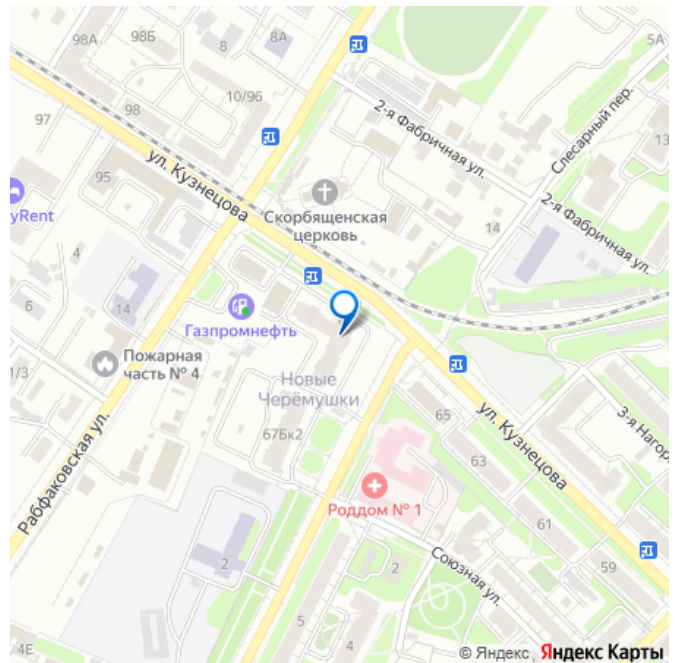 98А
98Б
8
8А
5А
10/96
97
98
2-я Фабричная ул.
Слесарный пер.
13
ул. Кузнецова
95
yRent
Скорбященская
церковь
2-я Фабричная ул.
14
4
6
14
Газпромнефть
Пожарная
часть № 4
1/3
Новые
Черёмушки
67Бк2
65
ул. Кузнецова
3-я Нагор
63
Рабфаковская ул.
Роддом № 1
61
2
Союзная ул.
2
59
5
4
4Е
© Яндекс Яндекс Карты